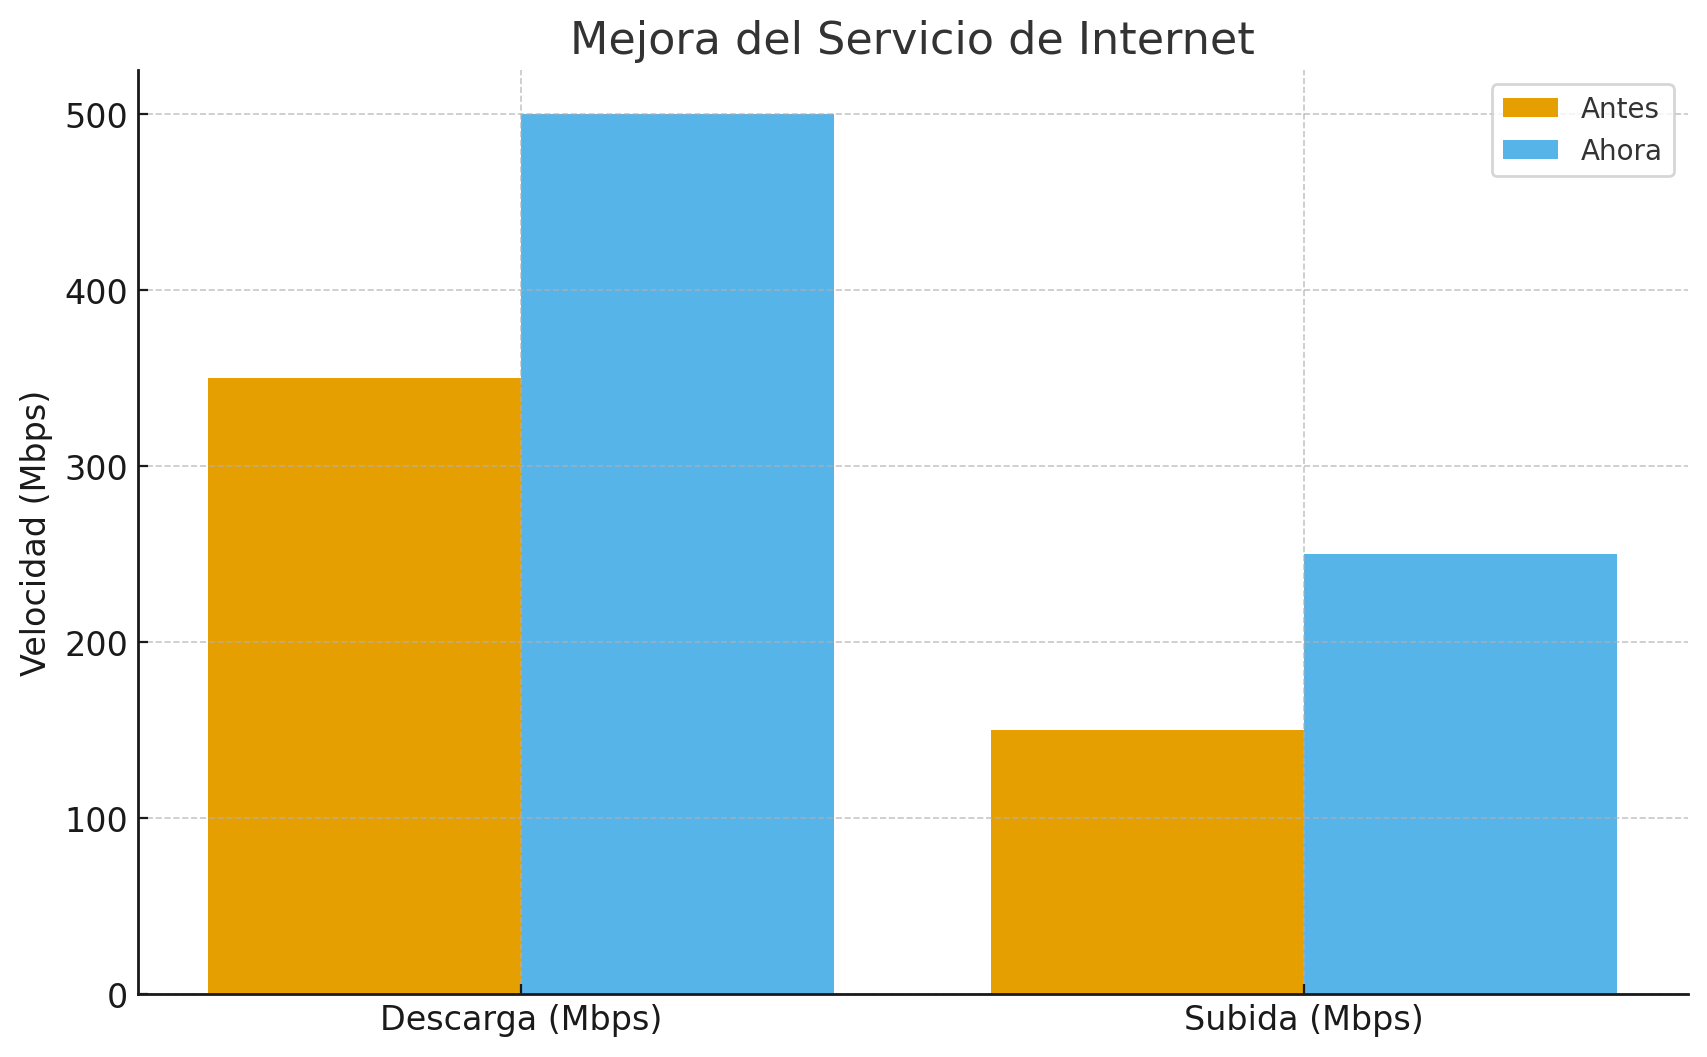 Mejora del Servicio de Internet
Antes
Ahora
Velocidad (Mbps)
500
400
300
200
100
0
Descarga (Mbps)
Subida (Mbps)